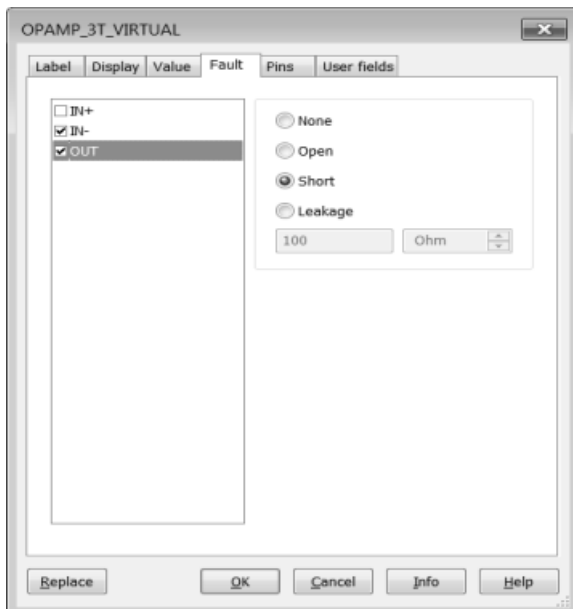 OPAMP_3T_VIRTUAL
Label Display Value Fault Pins User fields
IN+
IN-
OUT
None
Open
Short
Leakage
100 Ohm
Replace OK Cancel Info Help